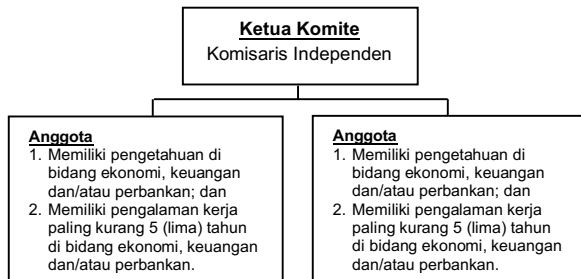 Ketua Komite
Komisaris Independen
Anggota
1. Memiliki pengetahuan di
bidang ekonomi, keuangan
dan/atau perbankan; dan
2. Memiliki pengalaman kerja
paling kurang 5 (lima) tahun
di bidang ekonomi, keuangan
dan/atau perbankan.
Anggota
1. Memiliki pengetahuan di
bidang ekonomi, keuangan
dan/atau perbankan; dan
2. Memiliki pengalaman kerja
paling kurang 5 (lima) tahun
di bidang ekonomi, keuangan
dan/atau perbankan.